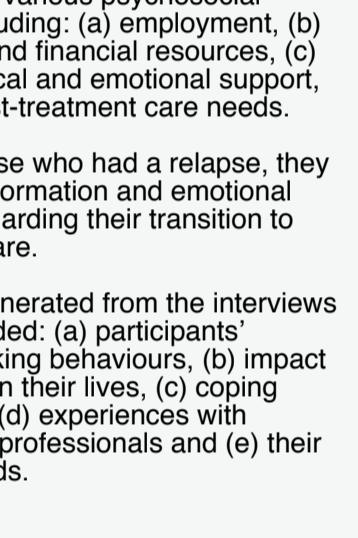 various psychosocial
uding: (a) employment, (b)
nd financial resources, (c)
cal and emotional support,
t-treatment care needs.
se who had a relapse, they
ormation and emotional
arding their transition to
are.
nerated from the interviews
ded: (a) participants’
king behaviours, (b) impact
n their lives, (c) coping
(d) experiences with
professionals and (e) their
ds.